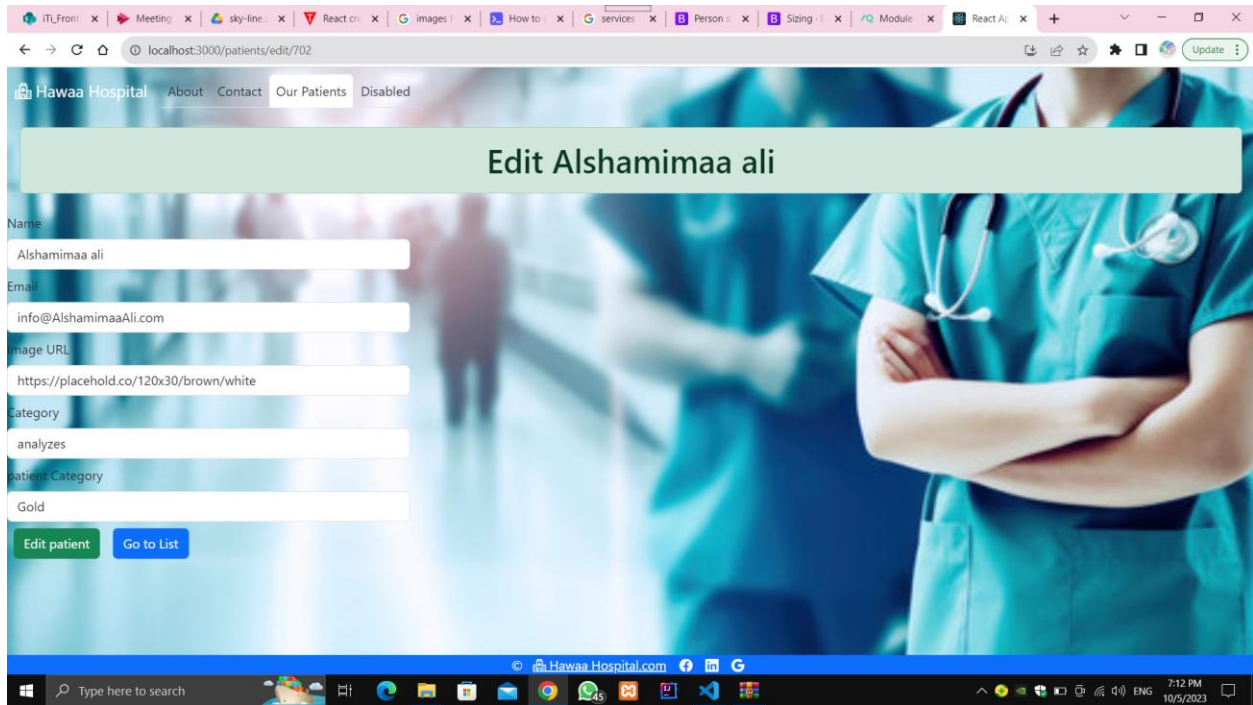 iTi_Fronti
Meeting
sky-line.
React cre
images f
How to i
services
Person s
Sizing · B
Module
React Ap
localhost:3000/patients/edit/702
Update
Hawaa Hospital About Contact Our Patients Disabled
Edit Alshamimaa ali
Name
Alshamimaa ali
Email
info@AlshamimaaAli.com
Image URL
https://placehold.co/120x30/brown/white
Category
analyzes
patient Category
Gold
Edit patient Go to List
© Hawaa Hospital.com
Type here to search
45
ENG
7:12 PM
10/5/2023